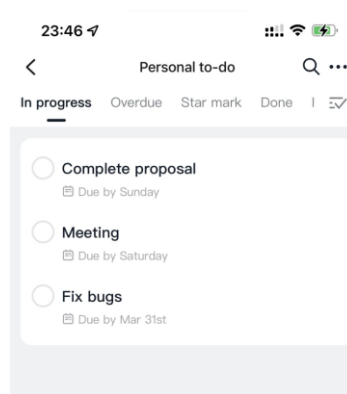 23:46
Personal to-do
In progress Overdue Star mark Done
Complete proposal
Due by Sunday
Meeting
Due by Saturday
Fix bugs
Due by Mar 31st